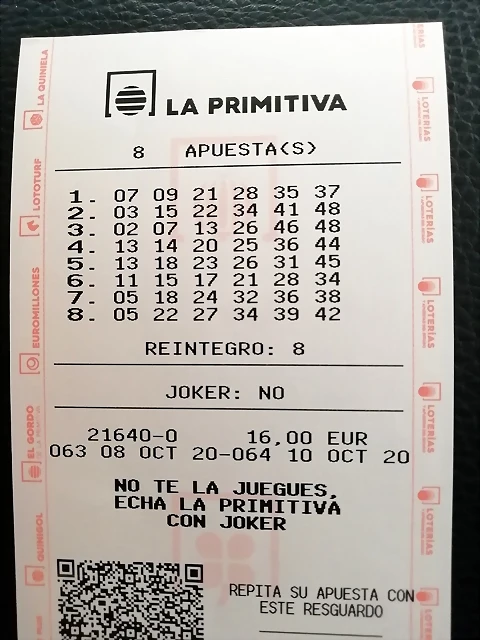 LA PRIMITIVA
8 APUESTA(S)
1. 07 09 21 28 35 37
2. 03 15 22 34 41 48
3. 02 07 13 26 46 48
4. 13 14 20 25 36 44
5. 13 18 23 26 31 45
6. 11 15 17 21 28 34
7. 05 18 24 32 36 38
8. 05 22 27 34 39 42
REINTEGRO: 8
JOKER: NO
21640-0 16,00 EUR
063 08 OCT 20-064 10 OCT 20
NO TE LA JUEGUES,
ECHA LA PRIMITIVA
CON JOKER
REPITA SU APUESTA CON
ESTE RESGUARDO
LA QUINIELA
LOTOTURF
EUROMILLONES
EL GORDO
QUINIGOL
LOTERÍAS
LOTERÍAS
LOTERÍAS
LOTERÍAS
LOTERÍAS